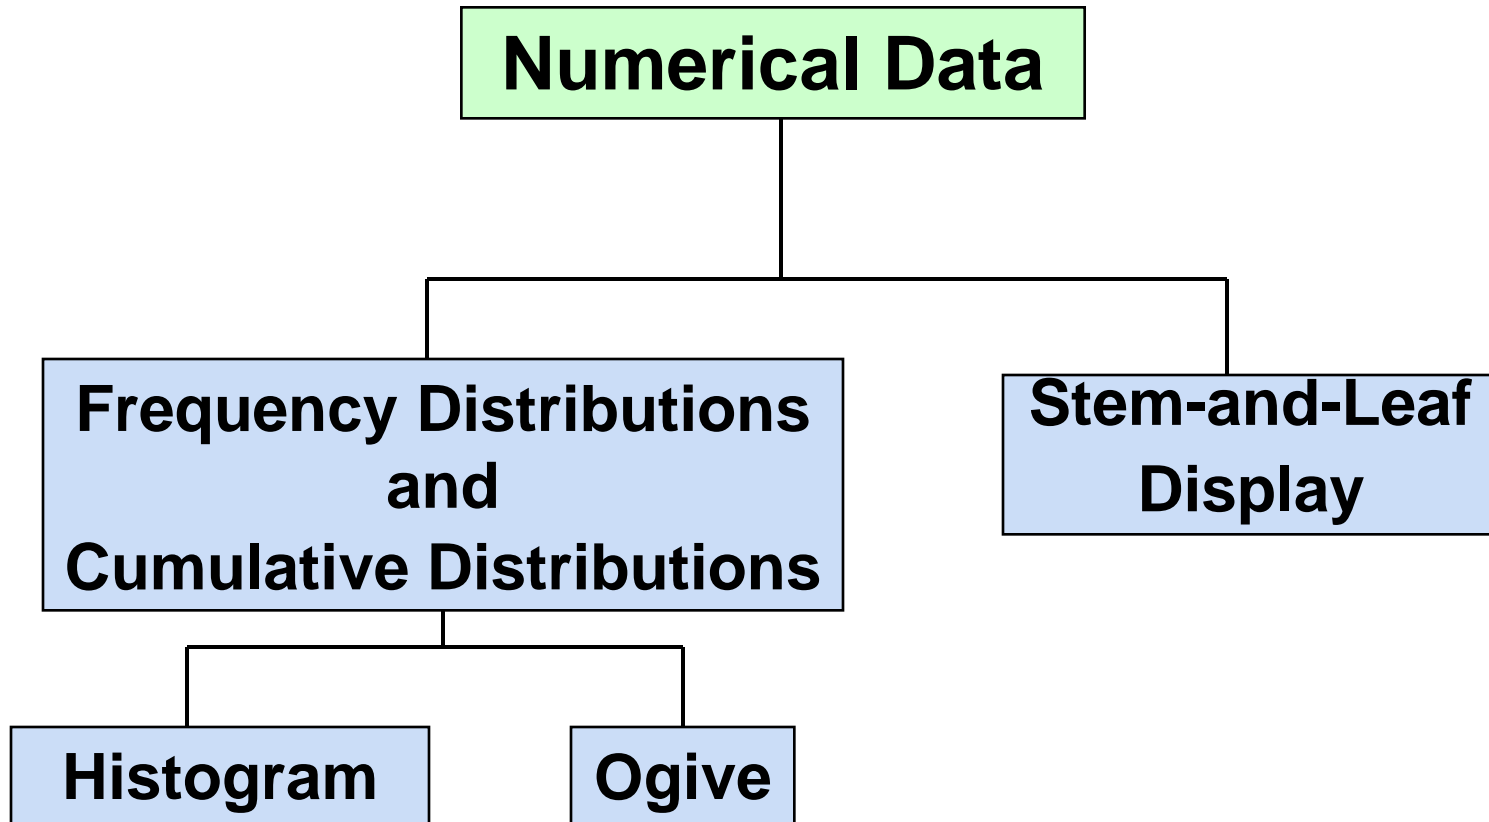 Numerical Data
Frequency Distributions
and
Cumulative Distributions
Stem-and-Leaf
Display
Histogram
Ogive